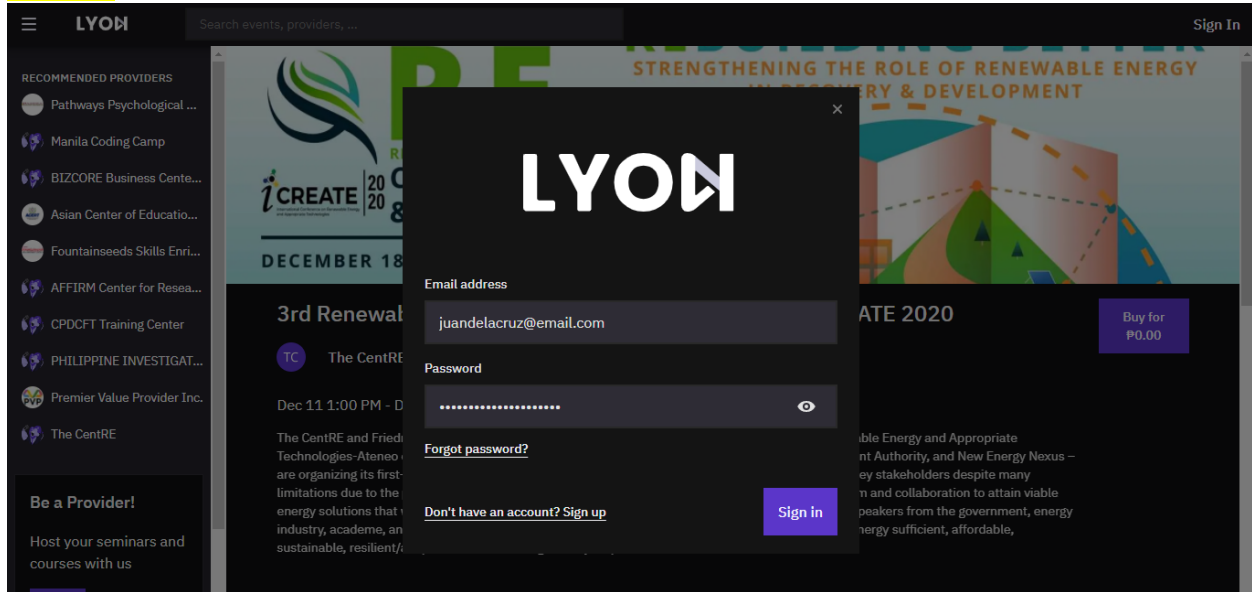 LYON
Search events, providers, ...
Sign In
RECOMMENDED PROVIDERS
Pathways Psychological ...
Manila Coding Camp
BIZCORE Business Cente...
Asian Center of Educatio...
Fountainseeds Skills Enri...
AFFIRM Center for Resea...
CPDCFT Training Center
PHILIPPINE INVESTIGAT...
Premier Value Provider Inc.
The CentRE
Be a Provider!
Host your seminars and
courses with us
STRENGTHENING THE ROLE OF RENEWABLE ENERGY
& DEVELOPMENT
iCREATE 2020
DECEMBER 18
3rd Renewa
ATE 2020
Buy for
₱0.00
TC
The CentRE
Dec 11 1:00 PM - D
The CentRE and Fried
Technologies-Ateneo
are organizing its first-
limitations due to the
energy solutions that
industry, academe, an
sustainable, resilient/a
ble Energy and Appropriate
nt Authority, and New Energy Nexus –
ey stakeholders despite many
n and collaboration to attain viable
peakers from the government, energy
nergy sufficient, affordable,
×
LYON
Email address
juandelacruz@email.com
Password
•••••••••••••••••••••
Forgot password?
Don't have an account? Sign up
Sign in